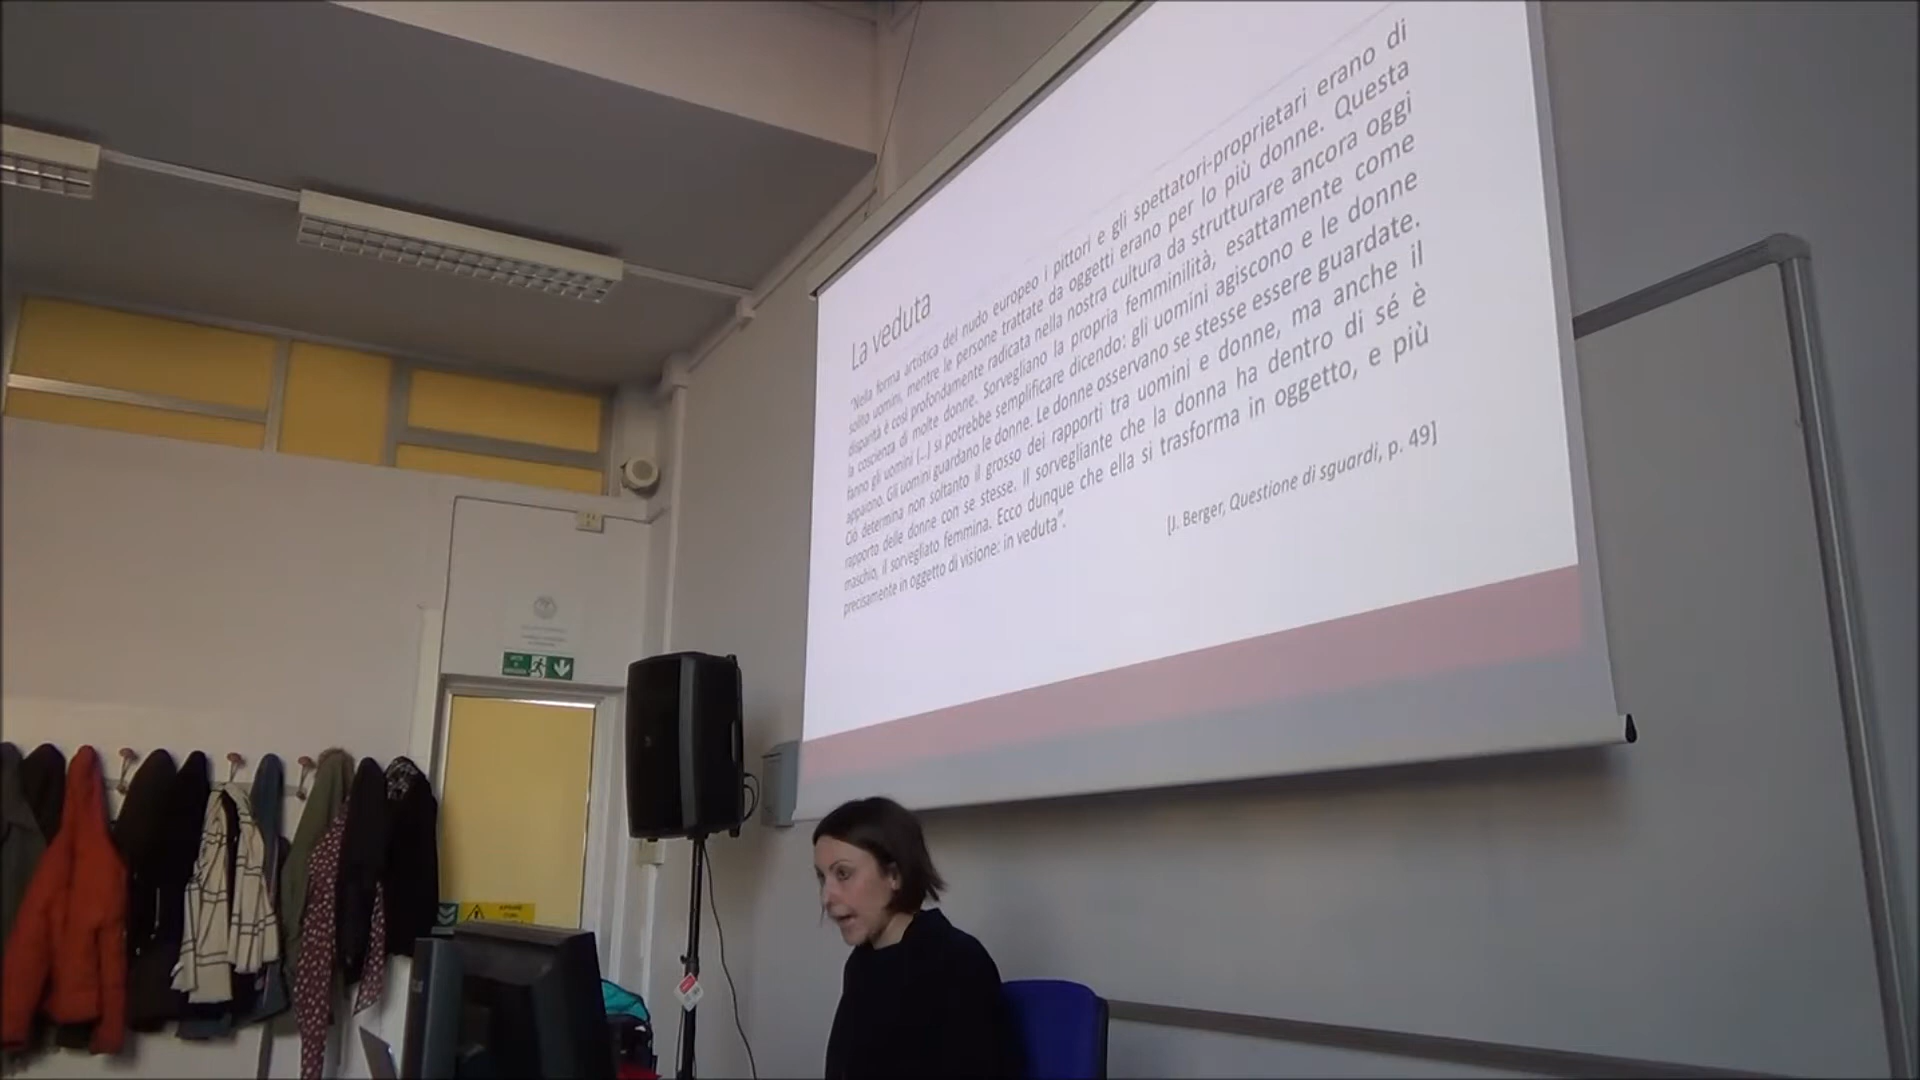 La veduta
"Nella forma artistica del nudo europeo i pittori e gli spettatori-proprietari erano di
solito uomini, mentre le persone trattate da oggetti erano per lo più donne. Questa
disparità è così profondamente radicata nella nostra cultura da strutturare ancora oggi
la coscienza di molte donne. Sorvegliano la propria femminilità, esattamente come
fanno gli uomini [...] si potrebbe semplificare dicendo: gli uomini agiscono e le donne
appaiono. Gli uomini guardano le donne. Le donne osservano se stesse essere guardate.
Ciò determina non soltanto il grosso dei rapporti tra uomini e donne, ma anche il
rapporto delle donne con se stesse. Il sorvegliante che la donna ha dentro di sé è
maschio, il sorvegliato femmina. Ecco dunque che ella si trasforma in oggetto, e più
precisamente in oggetto di visione: in veduta".
[J. Berger, Questione di sguardi, p. 49]